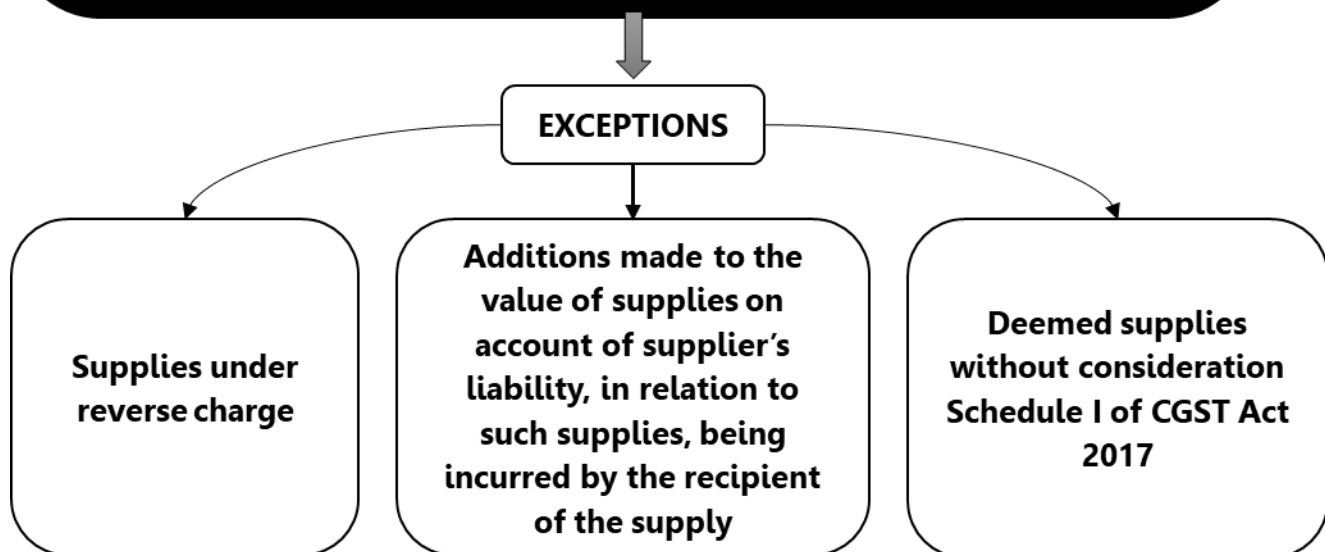 EXCEPTIONS
Supplies under
reverse charge
Additions made to the
value of supplies on
account of supplier’s
liability, in relation to
such supplies, being
incurred by the recipient
of the supply
Deemed supplies
without consideration
Schedule I of CGST Act
2017